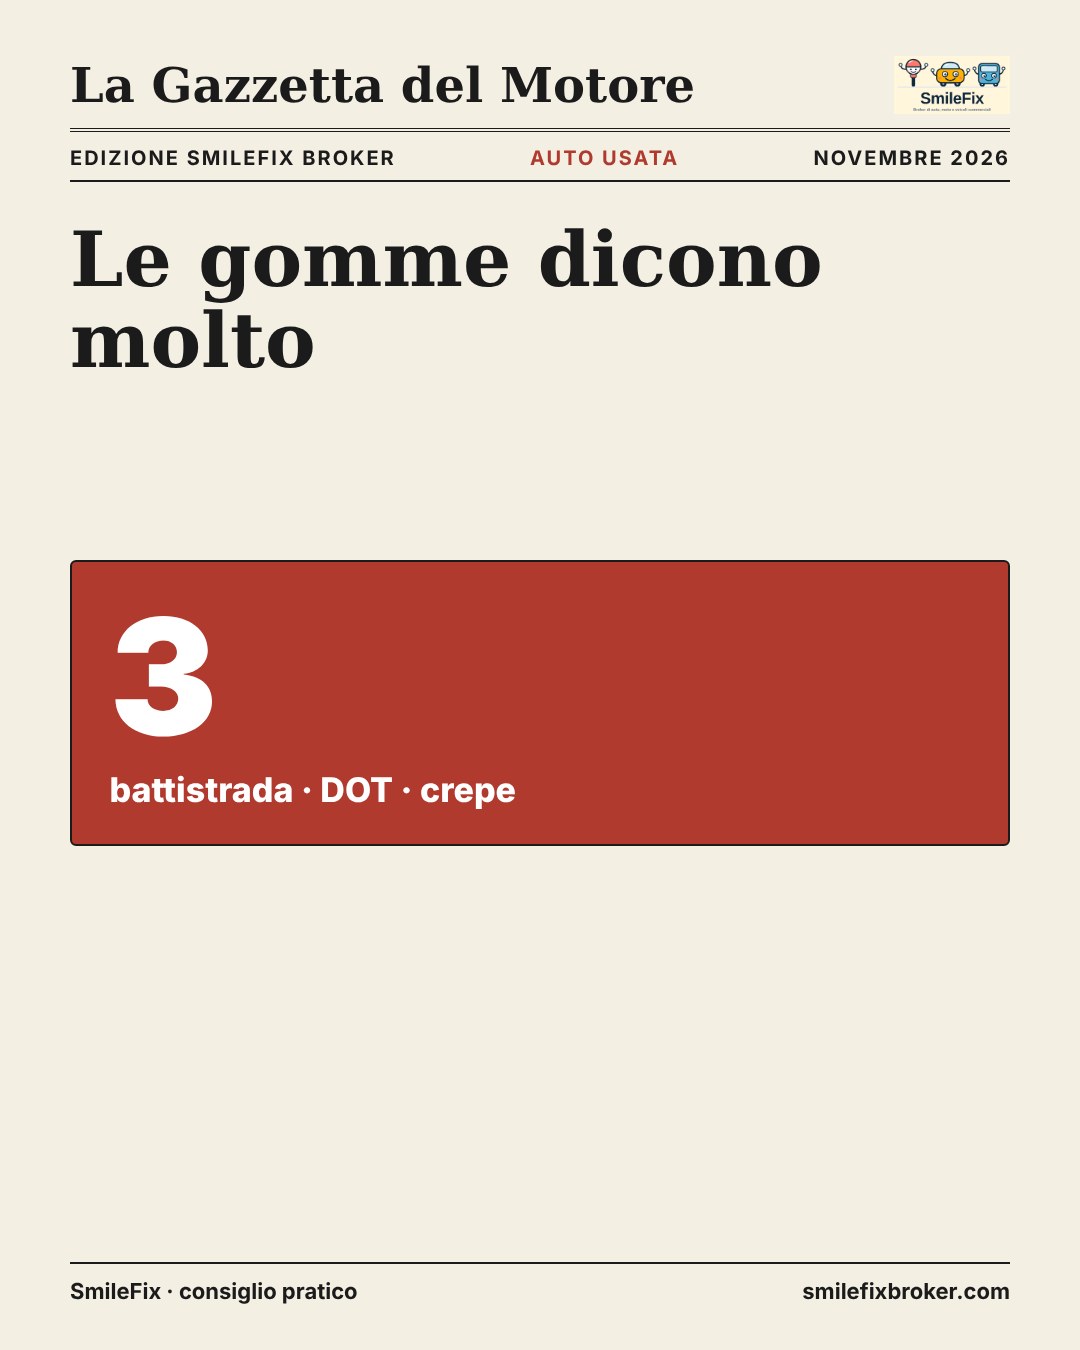 La Gazzetta del Motore
SmileFix
EDIZIONE SMILEFIX BROKER
AUTO USATA
NOVEMBRE 2026
Le gomme dicono
molto
3
battistrada · DOT · crepe
SmileFix · consiglio pratico
smilefixbroker.com